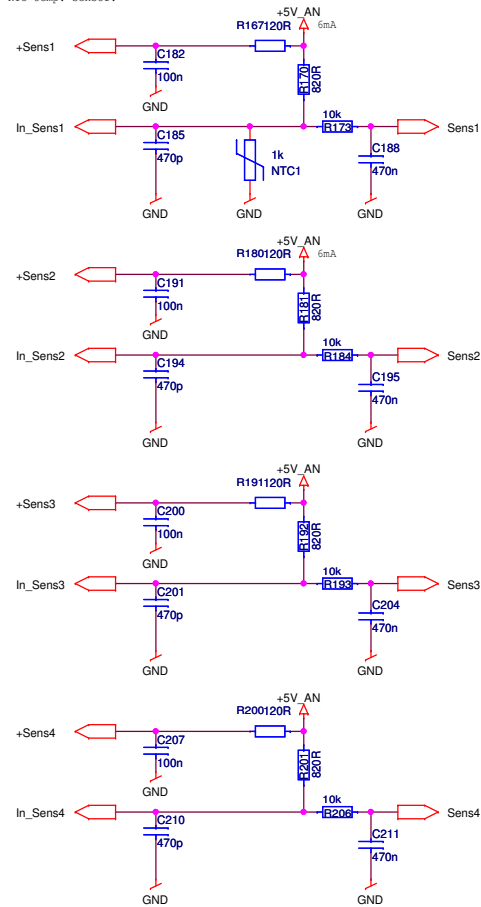 +5V_AN
R167120R 6mA
+Sens1
C182
100n
R170
820R
GND
In_Sens1
10k
Sens1
C185
R173
470p
1k
NTC1
C188
470n
GND
GND
GND
+5V_AN
R180120R 6mA
+Sens2
C191
100n
R181
820R
GND
In_Sens2
10k
Sens2
C194
R184
470p
C195
470n
GND
GND
+5V_AN
R191120R
+Sens3
C200
100n
R192
820R
GND
In_Sens3
10k
Sens3
C201
R193
470p
C204
470n
GND
GND
+5V_AN
R200120R
+Sens4
C207
100n
R201
820R
GND
In_Sens4
10k
Sens4
C210
R206
470p
C211
470n
GND
GND